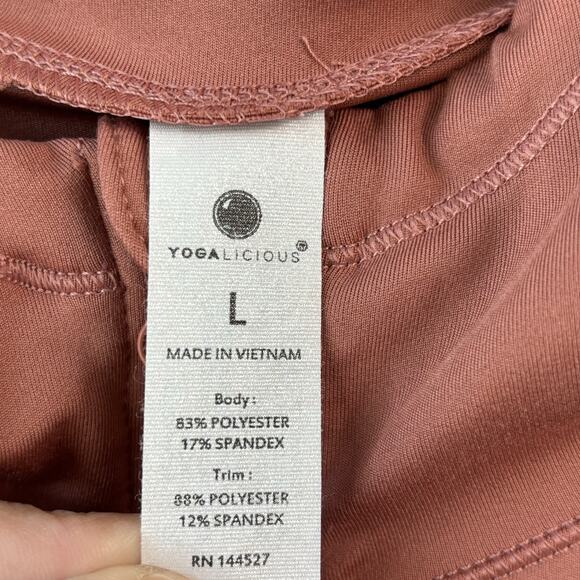 YOGALICIOUS
L
MADE IN VIETNAM
Body :
83% POLYESTER
17% SPANDEX
Trim :
88% POLYESTER
12% SPANDEX
RN 144527